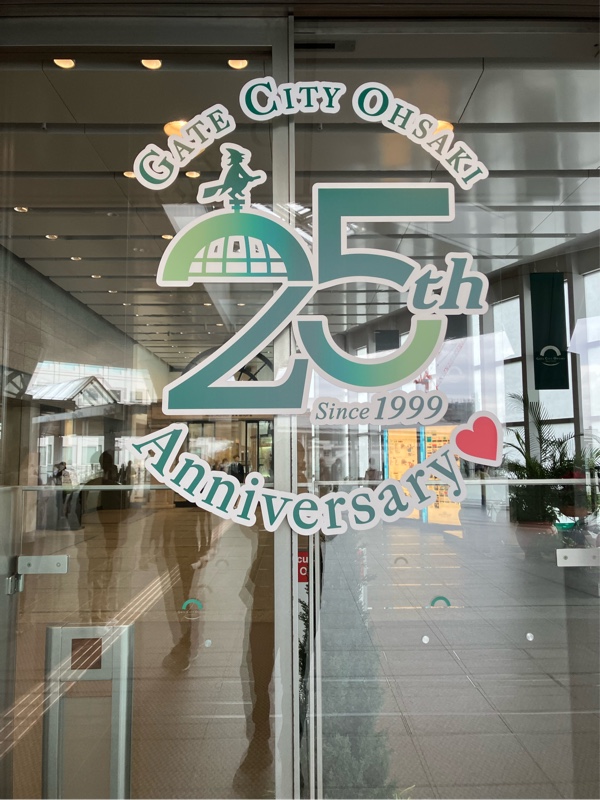 GATE CITY OHSAKI
25th
Since 1999
Anniversary